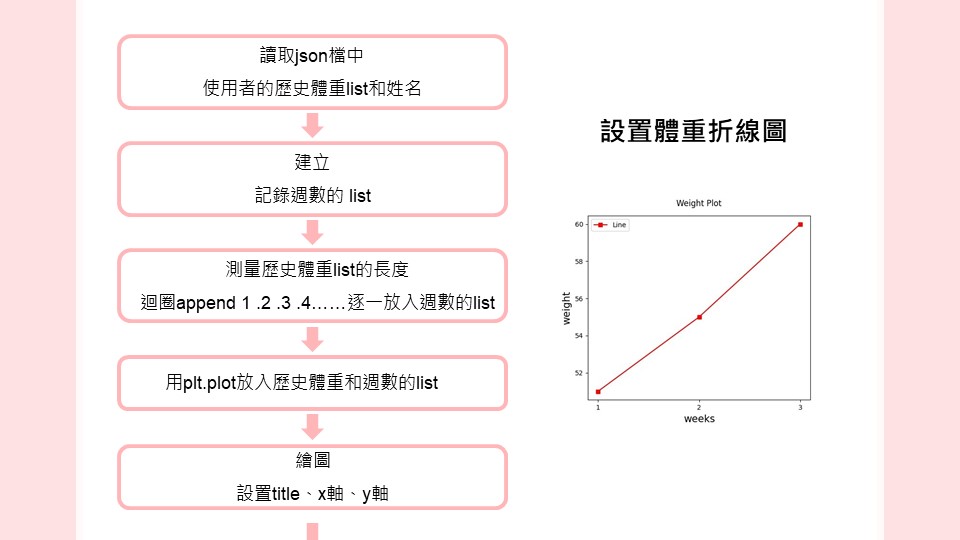 讀取json檔中
使用者的歷史體重list和姓名
建立
記錄週數的 list
測量歷史體重list的長度
迴圈append 1 .2 .3 .4……逐一放入週數的list
用plt.plot放入歷史體重和週數的list
繪圖
設置title、x軸、y軸
設置體重折線圖
Weight Plot
Line
60
58
56
54
52
weight
1 2 3
weeks